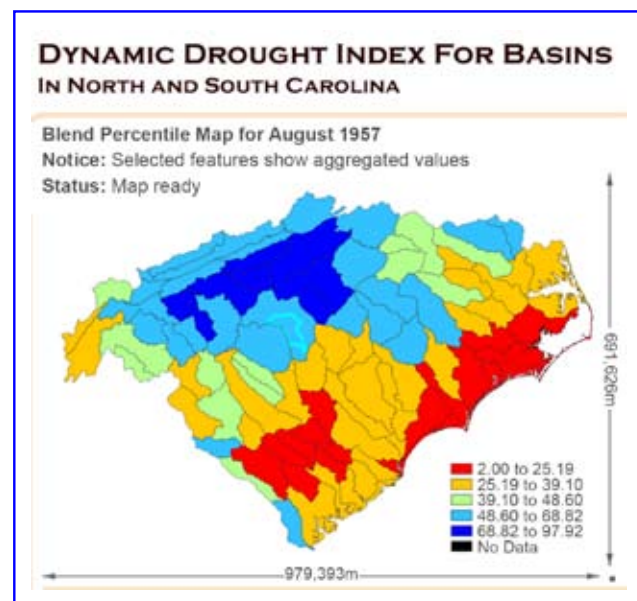 DYNAMIC DROUGHT INDEX FOR BASINS
IN NORTH AND SOUTH CAROLINA
Blend Percentile Map for August 1957
Notice: Selected features show aggregated values
Status: Map ready
691,626m
2.00 to 25.19
25.19 to 39.10
39.10 to 48.60
48.60 to 68.82
68.82 to 97.92
No Data
979,393m